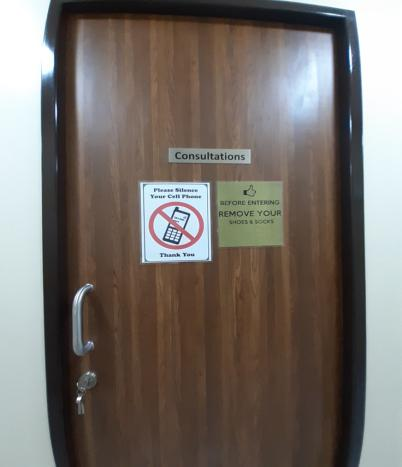 Consultations
Please Silence
Your Cell Phone
Thank You
BEFORE ENTERING
REMOVE YOUR
SHOES & SOCKS